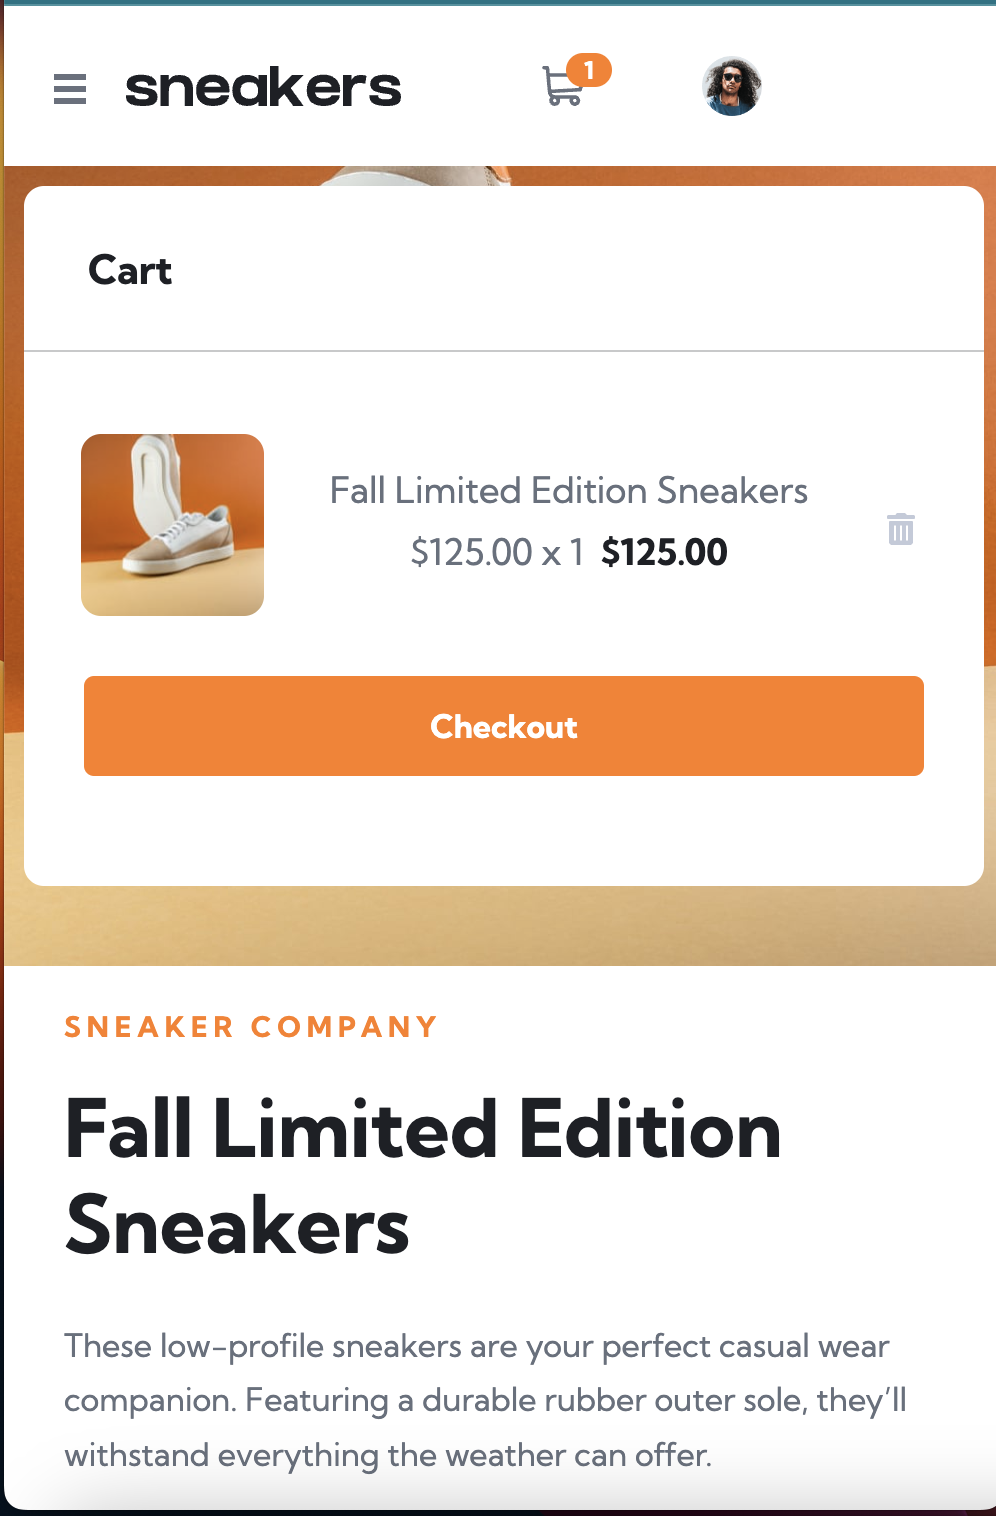 sneakers
1
Cart
Fall Limited Edition Sneakers
$125.00 x 1 $125.00
Checkout
SNEAKER COMPANY
Fall Limited Edition
Sneakers
These low-profile sneakers are your perfect casual wear
companion. Featuring a durable rubber outer sole, they’ll
withstand everything the weather can offer.